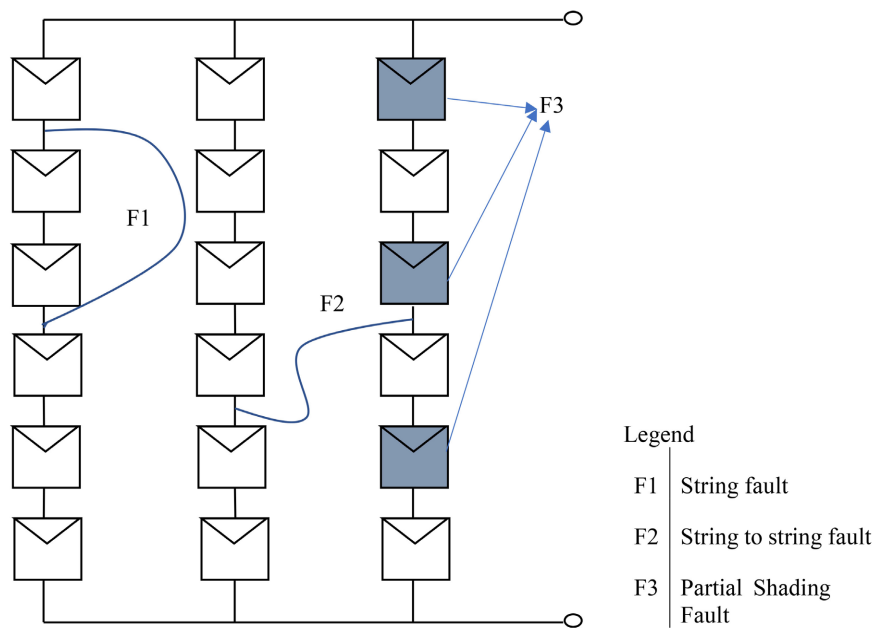 F3
F1
F2
Legend
F1 String fault
F2 String to string fault
F3 Partial Shading
Fault